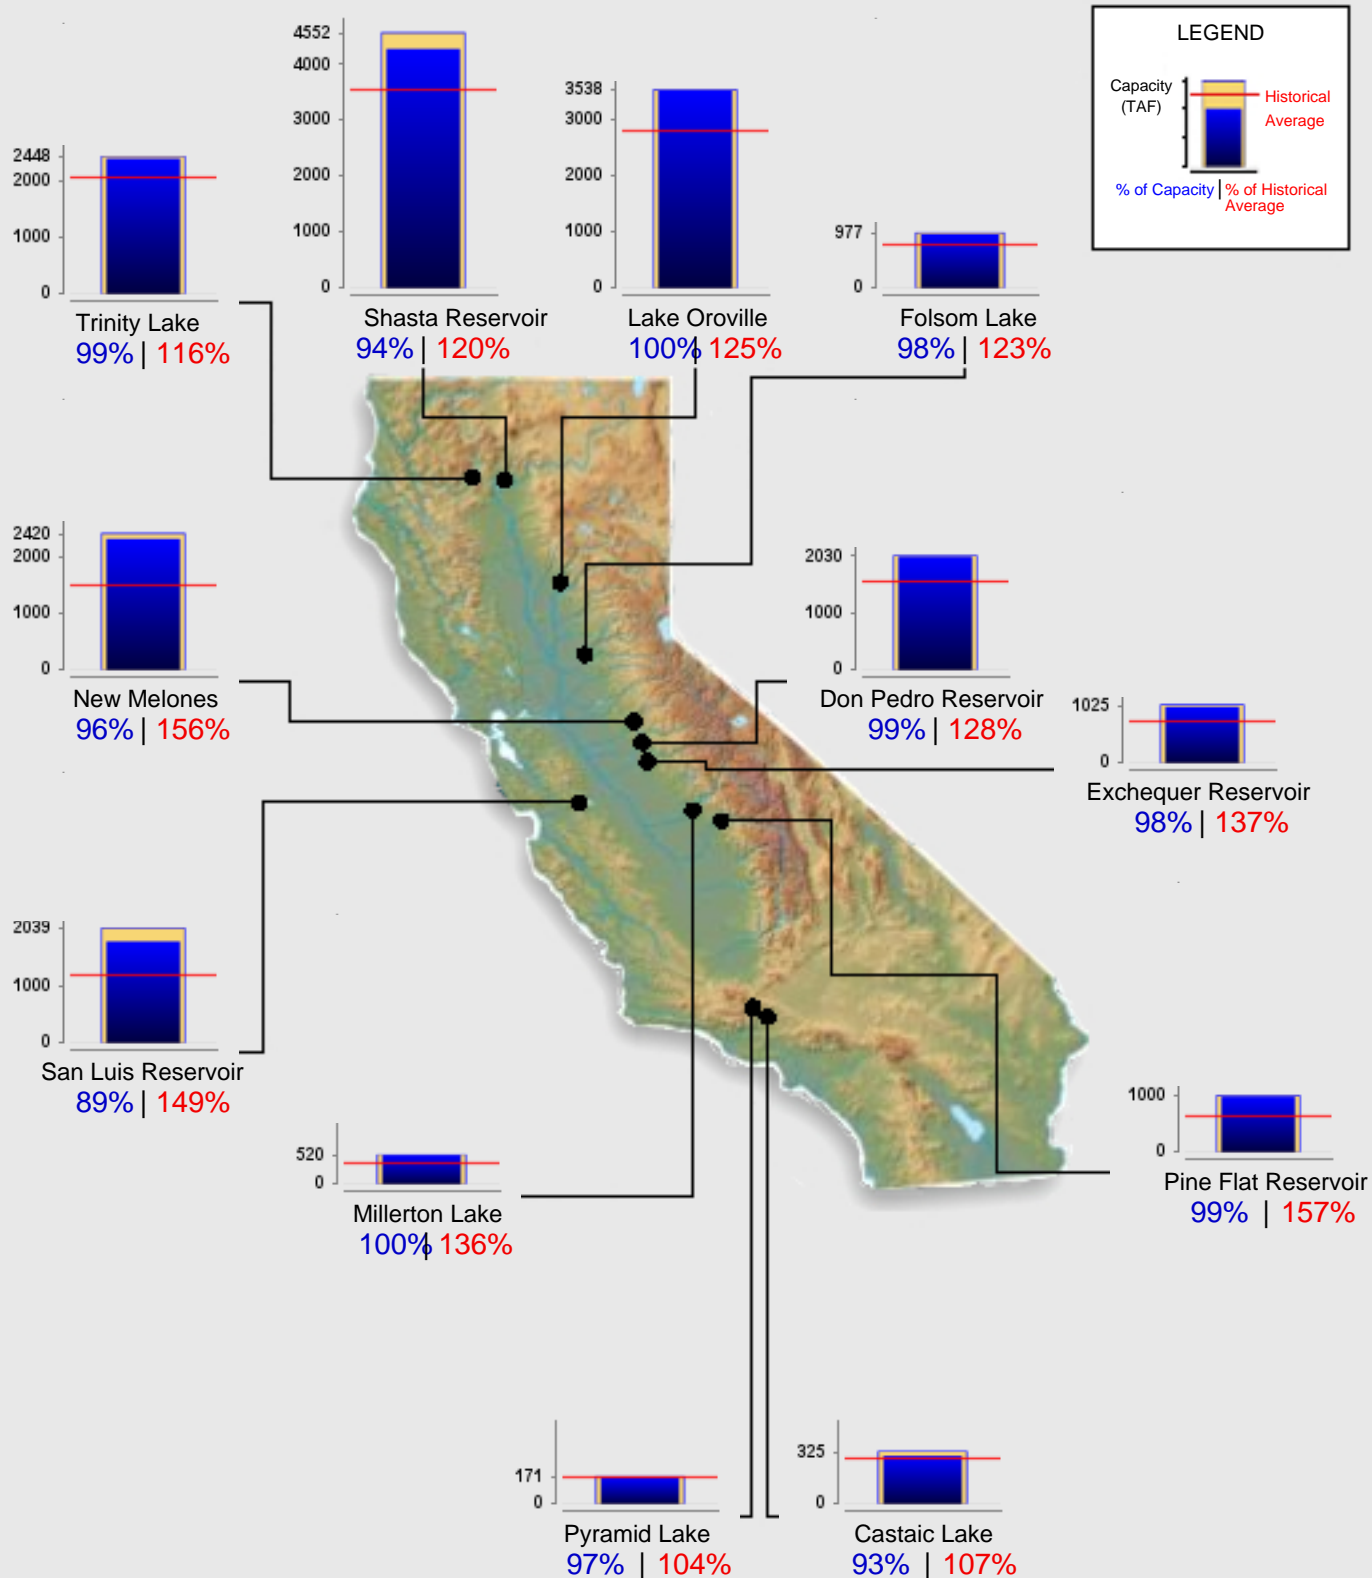 LEGEND
Capacity
(TAF)
Historical
Average
% of Capacity | % of Historical
Average
4552
4000
3000
2000
1000
0
Shasta Reservoir
94% | 120%
3538
3000
2000
1000
0
Lake Oroville
100% 125%
977
0
Folsom Lake
98% | 123%
2448
2000
1000
0
Trinity Lake
99% | 116%
2420
2000
1000
0
New Melones
96% | 156%
2030
1000
0
Don Pedro Reservoir
99% | 128%
1025
0
Exchequer Reservoir
98% | 137%
2039
1000
0
San Luis Reservoir
89% | 149%
520
0
Millerton Lake
100% | 136%
1000
0
Pine Flat Reservoir
99% | 157%
171
0
Pyramid Lake
97% | 104%
325
0
Castaic Lake
93% | 107%